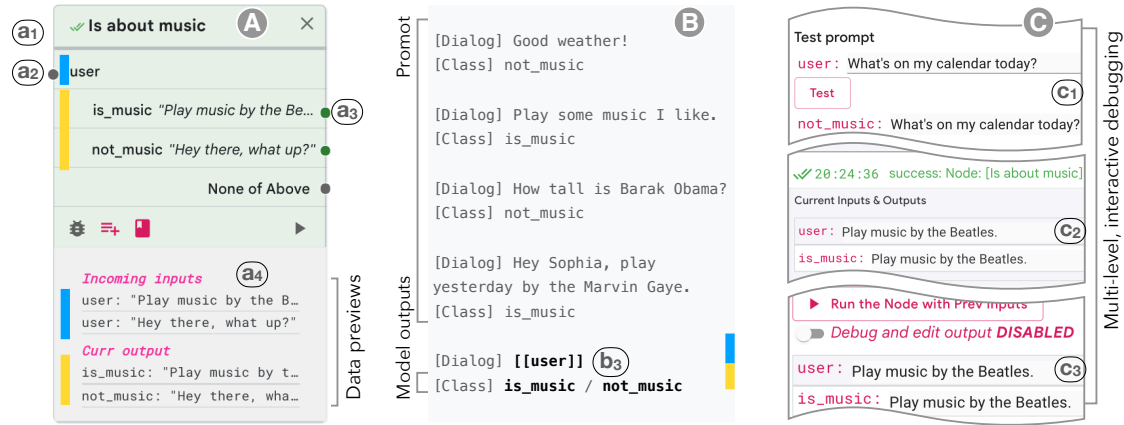 a1
Is about music
A
a2
user
is_music "Play music by the Be...
a3
not_music "Hey there, what up?"
None of Above
Incoming inputs
a4
user: "Play music by the B…
user: "Hey there, what up?"
Curr output
is_music: "Play music by t…
not_music: "Hey there, wha…
Data previews
Promot
Model outputs
B
[Dialog] Good weather!
[Class] not_music
[Dialog] Play some music I like.
[Class] is_music
[Dialog] How tall is Barak Obama?
[Class] not_music
[Dialog] Hey Sophia, play
yesterday by the Marvin Gaye.
[Class] is_music
[Dialog] [[user]]
b3
[Class] is_music / not_music
C
Test prompt
user: What's on my calendar today?
Test
c1
not_music: What's on my calendar today?
20:24:36 success: Node: [Is about music]
Current Inputs & Outputs
user: Play music by the Beatles.
c2
is_music: Play music by the Beatles.
Run the Node with Prev Inputs
Debug and edit output DISABLED
user: Play music by the Beatles.
c3
is_music: Play music by the Beatles.
Multi-level, interactive debugging